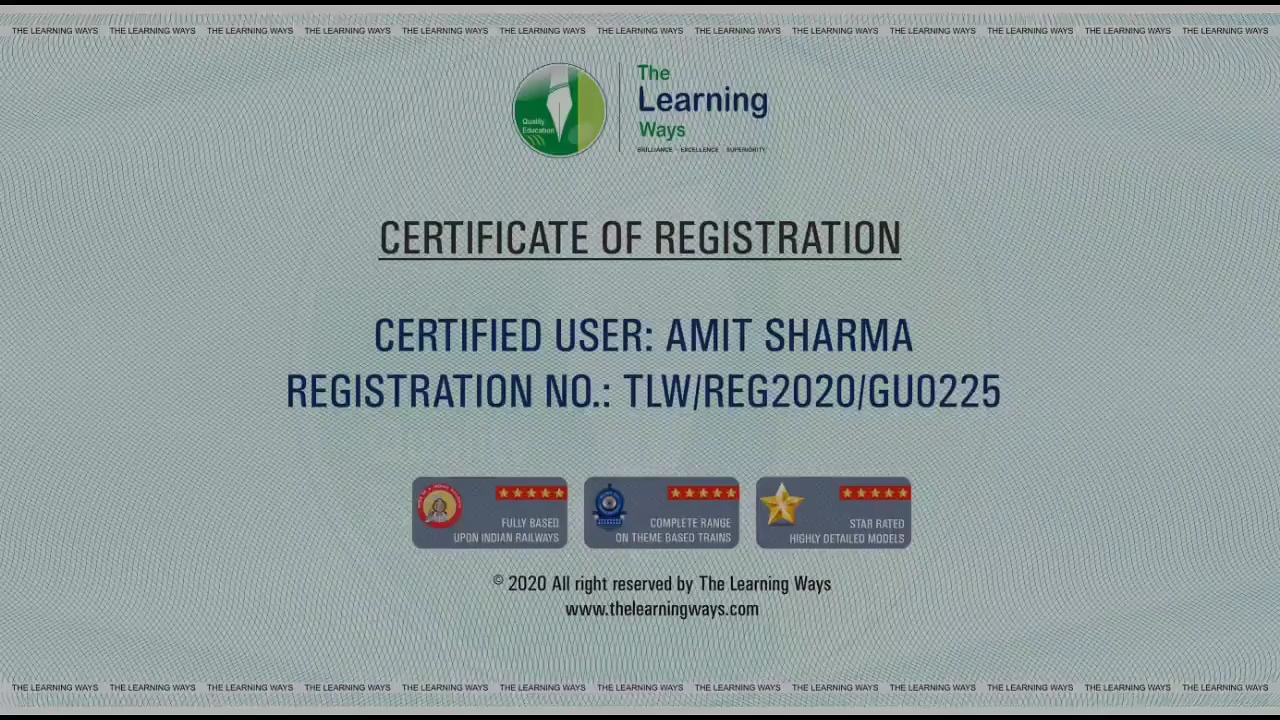 THE LEARNING WAYS THE LEARNING WAYS THE LEARNING WAYS THE LEARNING WAYS THE LEARNING WAYS THE LEARNING WAYS THE LEARNING WAYS THE LEARNING WAYS THE LEARNING WAYS THE LEARNING WAYS THE LEARNING WAYS THE LEARNING WAYS THE LEARNING WAYS
The
Learning
Ways
BRILLIANCE - EXCELLENCE - SUPERIORITY
Quality
Education
CERTIFICATE OF REGISTRATION
CERTIFIED USER: AMIT SHARMA
REGISTRATION NO.: TLW/REG2020/GU0225
FULLY BASED
UPON INDIAN RAILWAYS
COMPLETE RANGE
ON THEME BASED TRAINS
STAR RATED
HIGHLY DETAILED MODELS
© 2020 All right reserved by The Learning Ways
www.thelearningways.com
THE LEARNING WAYS THE LEARNING WAYS THE LEARNING WAYS THE LEARNING WAYS THE LEARNING WAYS THE LEARNING WAYS THE LEARNING WAYS THE LEARNING WAYS THE LEARNING WAYS THE LEARNING WAYS THE LEARNING WAYS THE LEARNING WAYS THE LEARNING WAYS